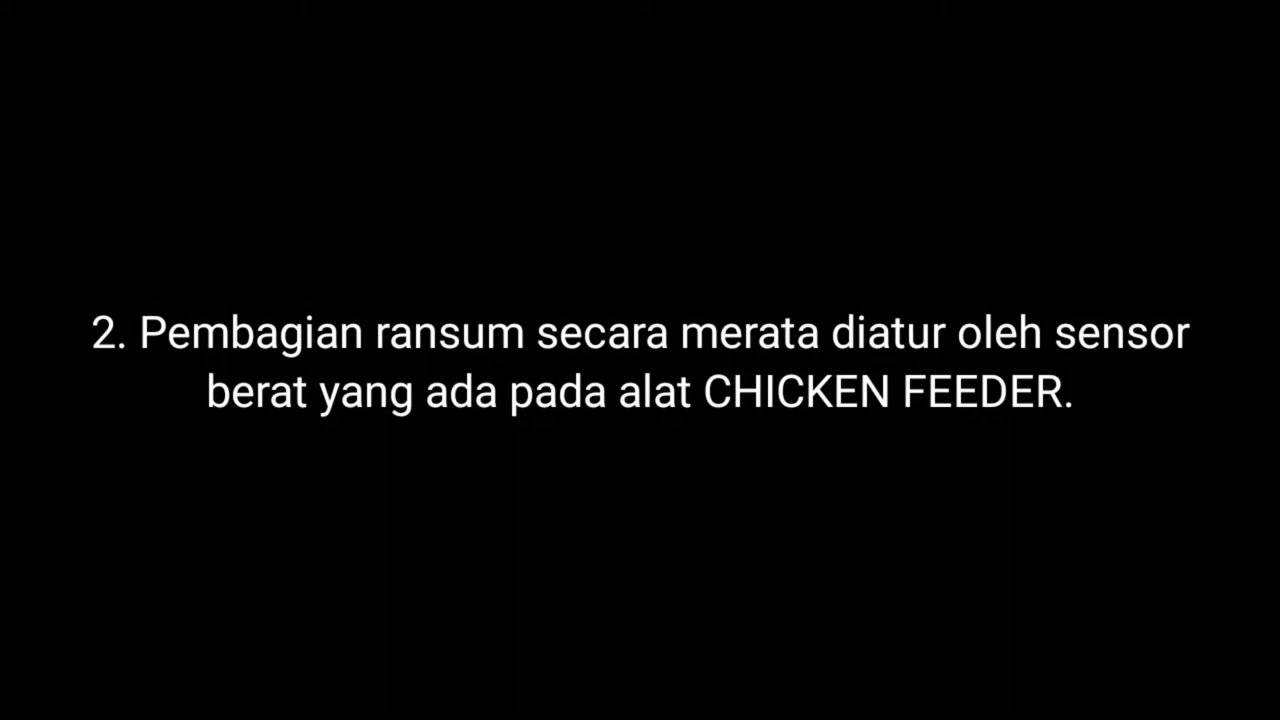 2. Pembagian ransum secara merata diatur oleh sensor
berat yang ada pada alat CHICKEN FEEDER.